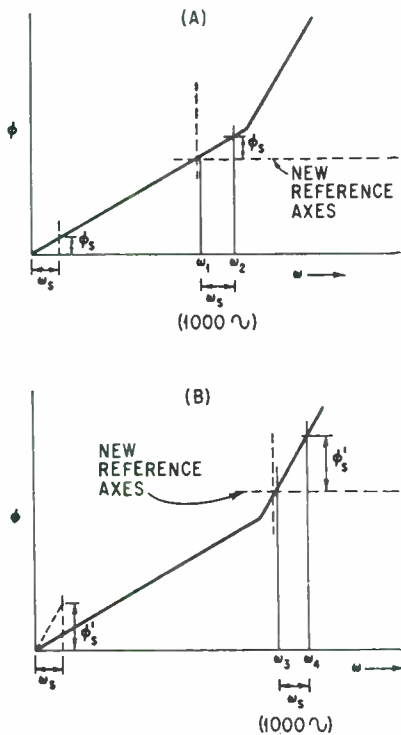 (A)
ϕ
ϕs
NEW
REFERENCE
AXES
ϕs
ωs
ω1
ω2
ω
ωs
(1000 ∿)
(B)
NEW
REFERENCE
AXES
ϕ's
ϕ
ϕ's
ωs
ω3
ω4
ω
ωs
(1000 ∿)